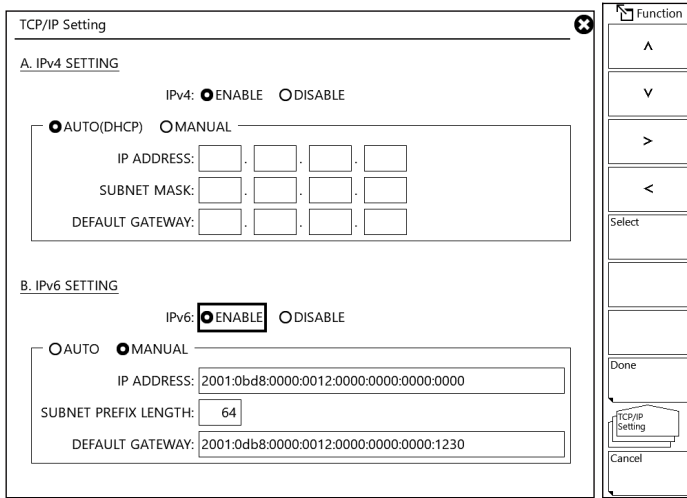 TCP/IP Setting
A. IPv4 SETTING
IPv4: ENABLE DISABLE
AUTO(DHCP) MANUAL
IP ADDRESS: . . .
SUBNET MASK: . . .
DEFAULT GATEWAY: . . .
B. IPv6 SETTING
IPv6: ENABLE DISABLE
AUTO MANUAL
IP ADDRESS: 2001:0bd8:0000:0012:0000:0000:0000:0000
SUBNET PREFIX LENGTH: 64
DEFAULT GATEWAY: 2001:0db8:0000:0012:0000:0000:0000:1230
Function
∧
∨
>
<
Select
Done
TCP/IP
Setting
Cancel